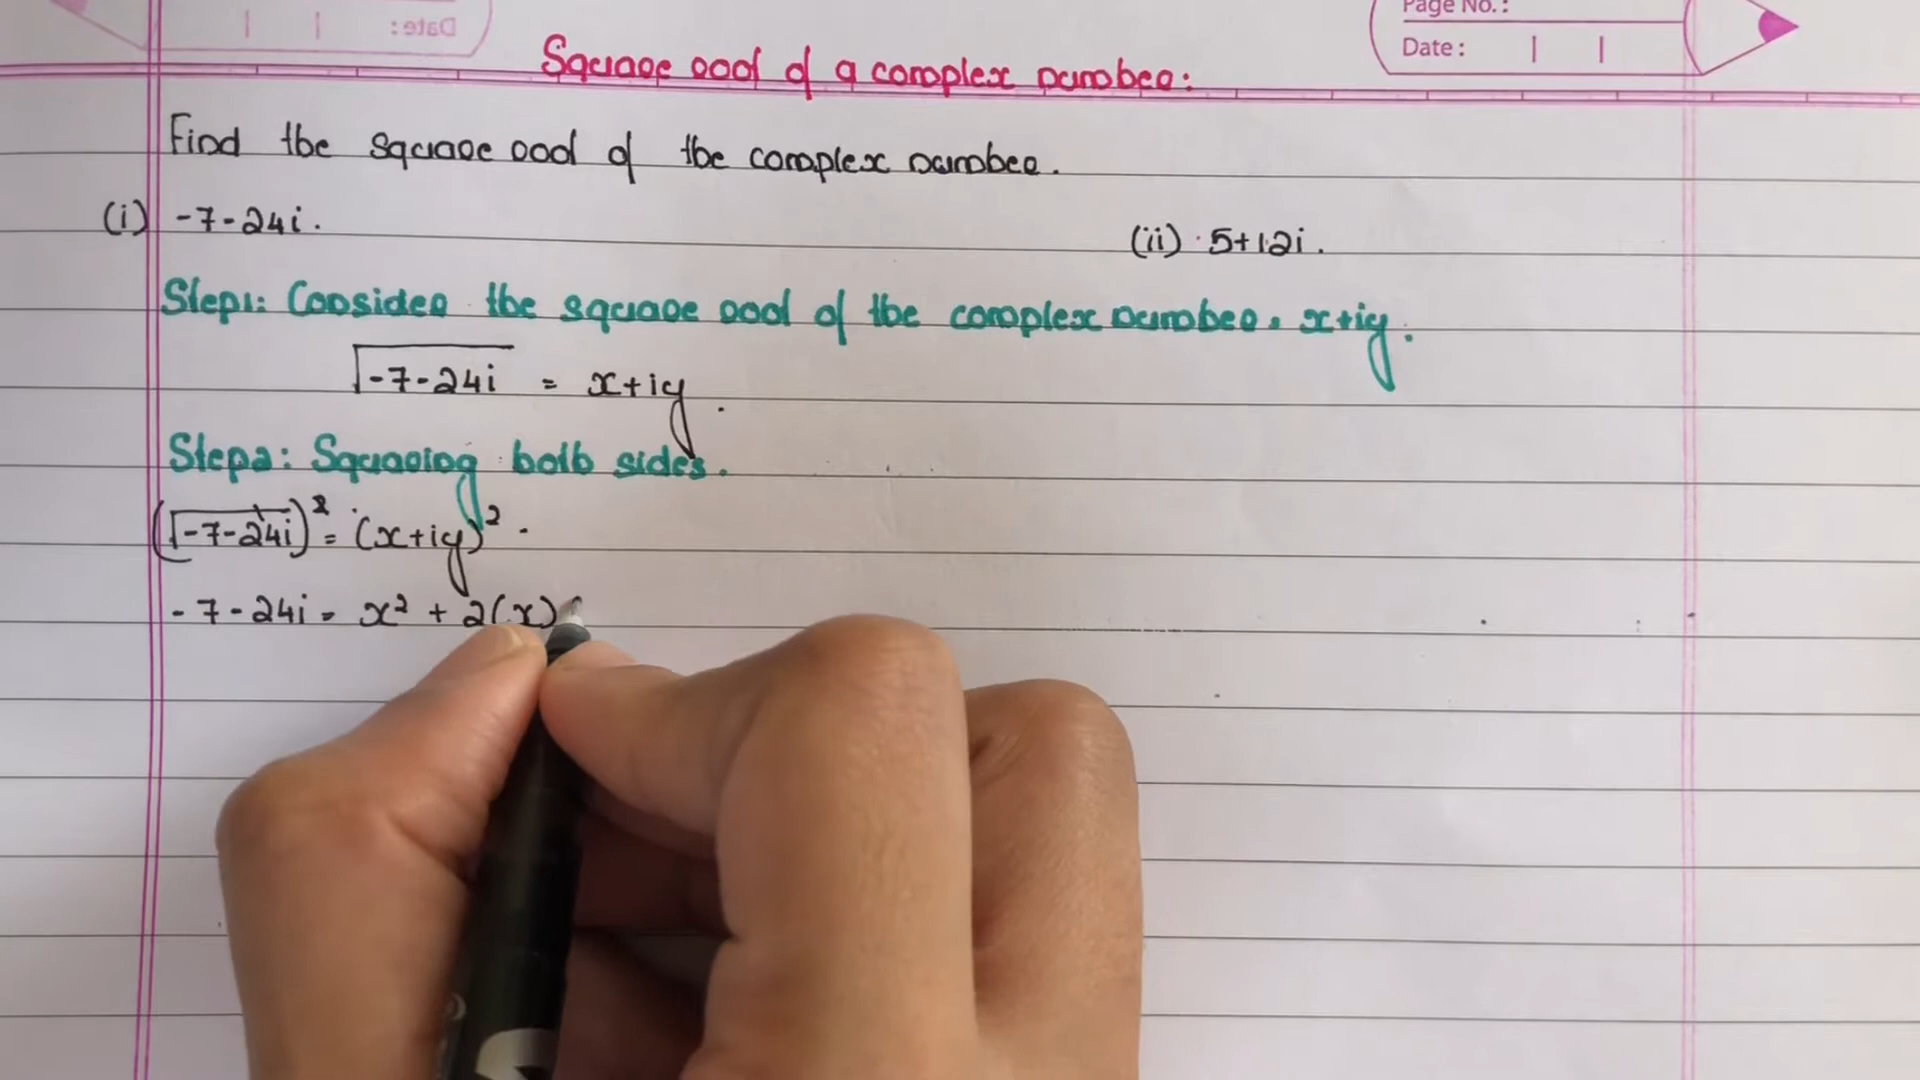 Page No.:
Date:
Date:
Square root of a complex number:
Find the square root of the complex number.
(i) -7-24i.
(ii) 5+12i.
Step1: Consider the square root of the complex number = x+iy.
√-7-24i = x+iy.
Step2: Squaring both sides.
(√-7-24i)² = (x+iy)².
-7-24i = x² + 2(x)